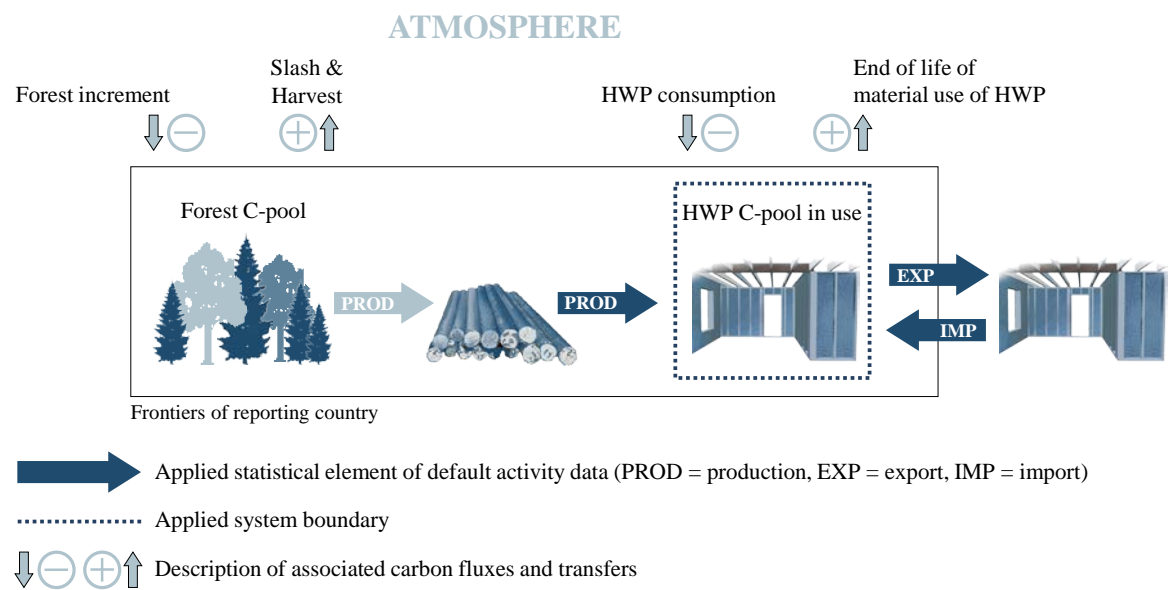 ATMOSPHERE
Slash &
Harvest
End of life of
material use of HWP
Forest increment
HWP consumption
Forest C-pool
HWP C-pool in use
PROD
PROD
EXP
IMP
Frontiers of reporting country
Applied statistical element of default activity data (PROD = production, EXP = export, IMP = import)
Applied system boundary
Description of associated carbon fluxes and transfers